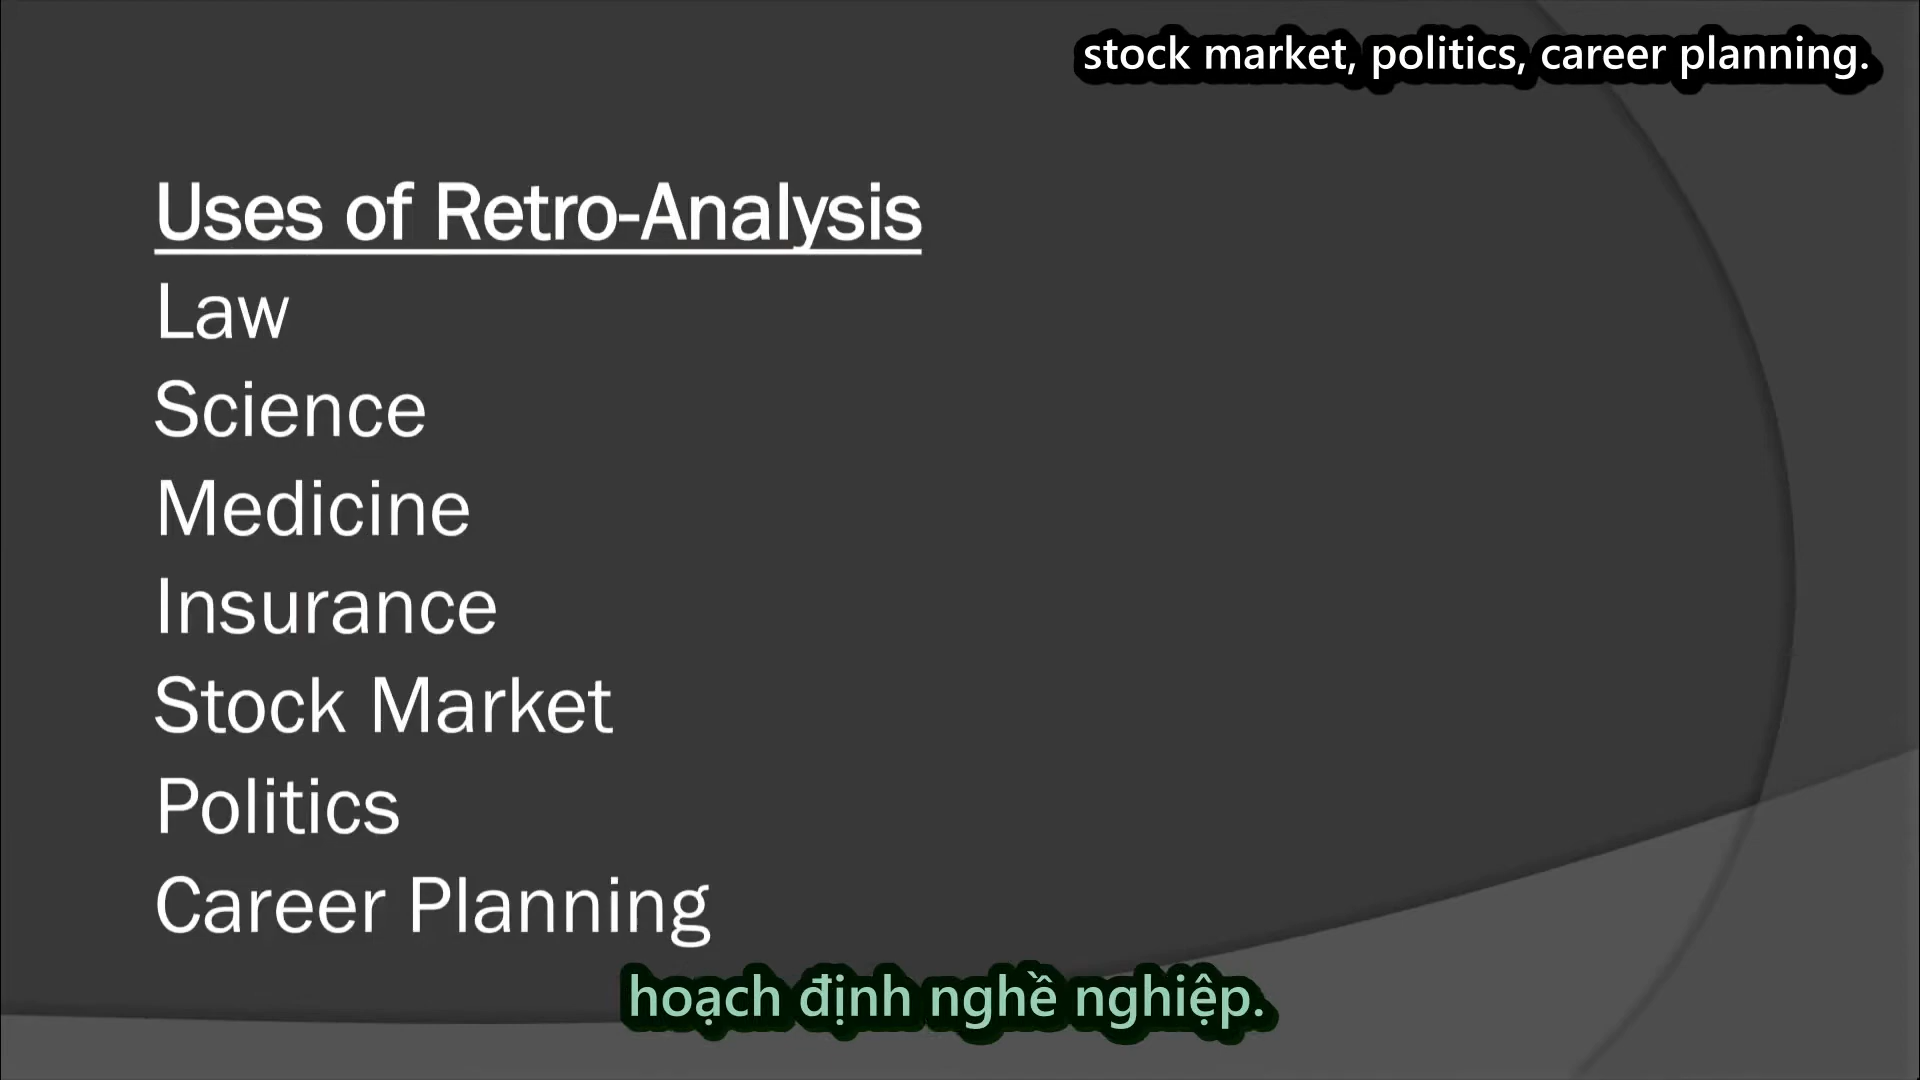 stock market, politics, career planning.
Uses of Retro-Analysis
Law
Science
Medicine
Insurance
Stock Market
Politics
Career Planning
hoạch định nghề nghiệp.